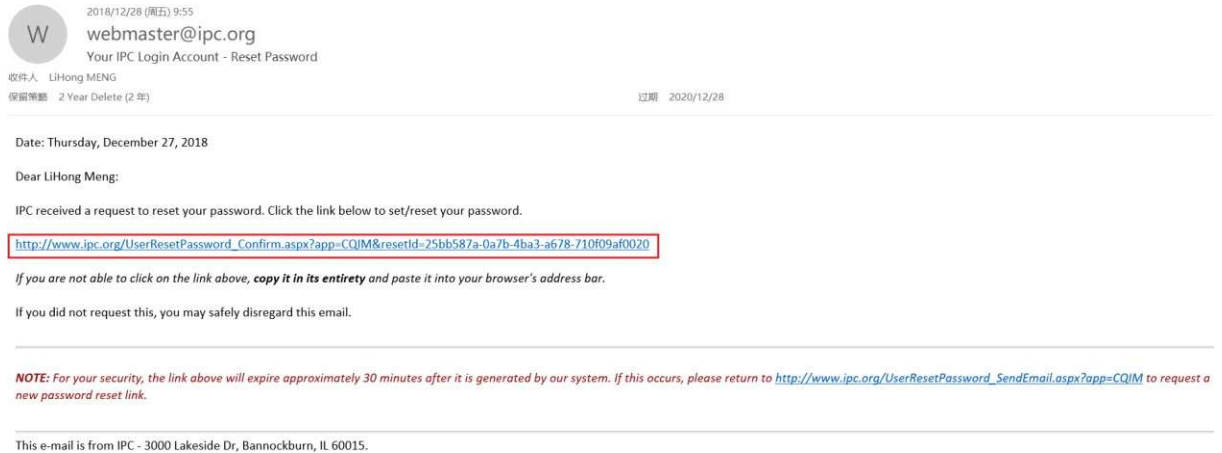 2018/12/28 (周五) 9:55
W
webmaster@ipc.org
Your IPC Login Account - Reset Password
收件人 LiHong MENG
保留策略 2 Year Delete (2 年) 过期 2020/12/28
Date: Thursday, December 27, 2018
Dear LiHong Meng:
IPC received a request to reset your password. Click the link below to set/reset your password.
http://www.ipc.org/UserResetPassword_Confirm.aspx?app=CQIM&resetId=25bb587a-0a7b-4ba3-a678-710f09af0020
If you are not able to click on the link above, copy it in its entirety and paste it into your browser's address bar.
If you did not request this, you may safely disregard this email.
NOTE: For your security, the link above will expire approximately 30 minutes after it is generated by our system. If this occurs, please return to http://www.ipc.org/UserResetPassword_SendEmail.aspx?app=CQIM to request a
new password reset link.
This e-mail is from IPC - 3000 Lakeside Dr, Bannockburn, IL 60015.